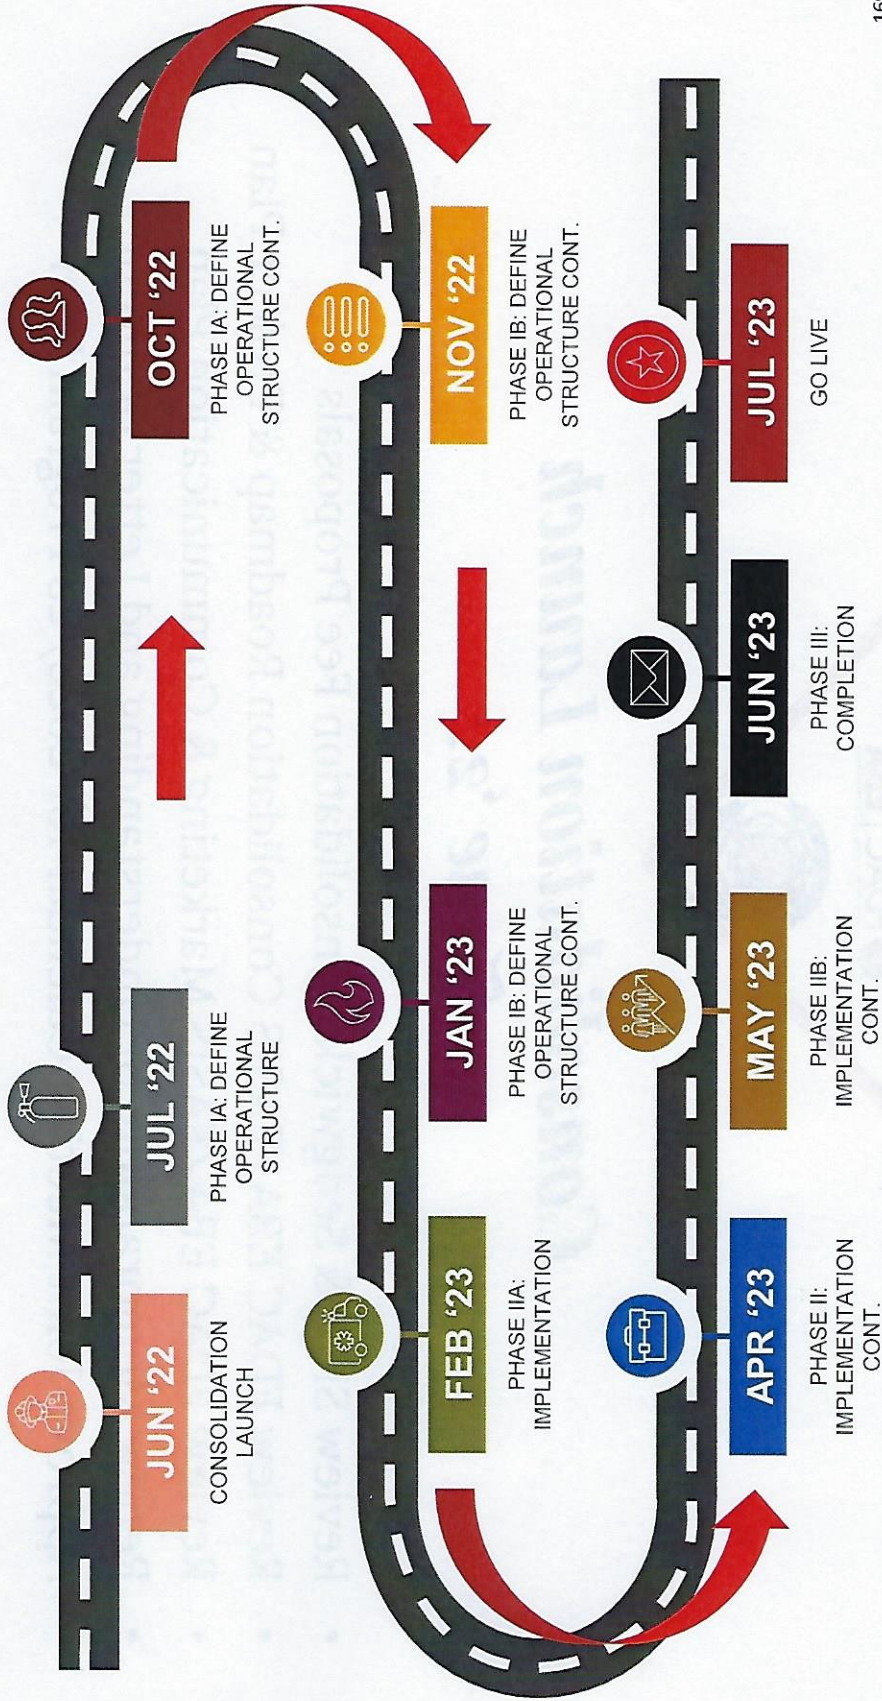 JUN ‘22
CONSOLIDATION
LAUNCH
JUL ‘22
PHASE IA: DEFINE
OPERATIONAL
STRUCTURE
OCT ‘22
PHASE IA: DEFINE
OPERATIONAL
STRUCTURE CONT.
NOV ‘22
PHASE IB: DEFINE
OPERATIONAL
STRUCTURE CONT.
JAN ‘23
PHASE IB: DEFINE
OPERATIONAL
STRUCTURE CONT.
FEB ‘23
PHASE IIA:
IMPLEMENTATION
APR ‘23
PHASE II:
IMPLEMENTATION
CONT.
MAY ‘23
PHASE IIB:
IMPLEMENTATION
CONT.
JUN ‘23
PHASE III:
COMPLETION
JUL ‘23
GO LIVE